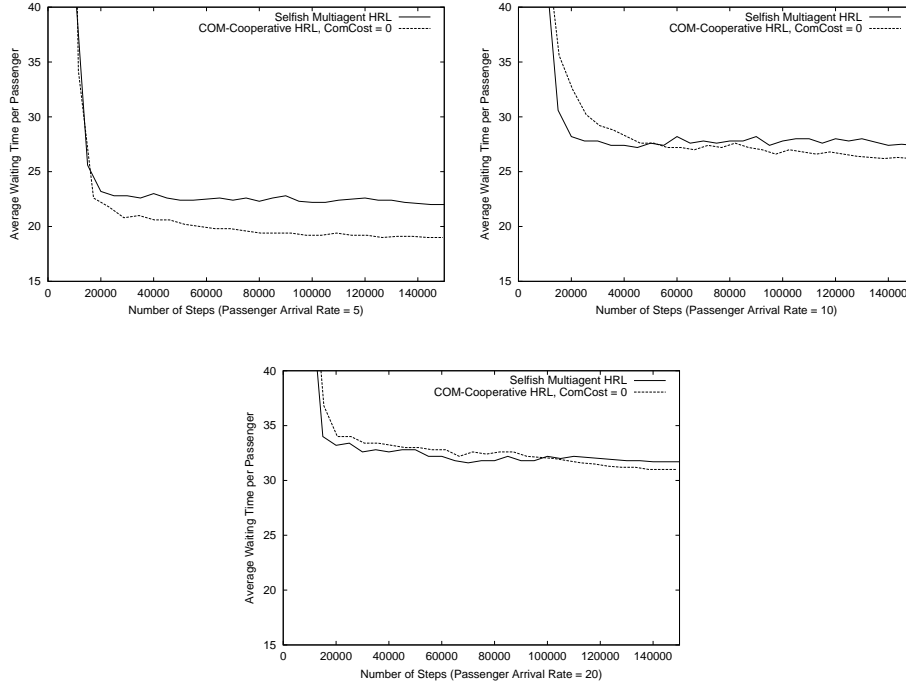 Selfish Multiagent HRL
COM-Cooperative HRL, ComCost = 0
Average Waiting Time per Passenger
40
35
30
25
20
15
0 20000 40000 60000 80000 100000 120000 140000
Number of Steps (Passenger Arrival Rate = 5)
Selfish Multiagent HRL
COM-Cooperative HRL, ComCost = 0
Average Waiting Time per Passenger
40
35
30
25
20
15
0 20000 40000 60000 80000 100000 120000 140000
Number of Steps (Passenger Arrival Rate = 10)
Selfish Multiagent HRL
COM-Cooperative HRL, ComCost = 0
Average Waiting Time per Passenger
40
35
30
25
20
15
0 20000 40000 60000 80000 100000 120000 140000
Number of Steps (Passenger Arrival Rate = 20)